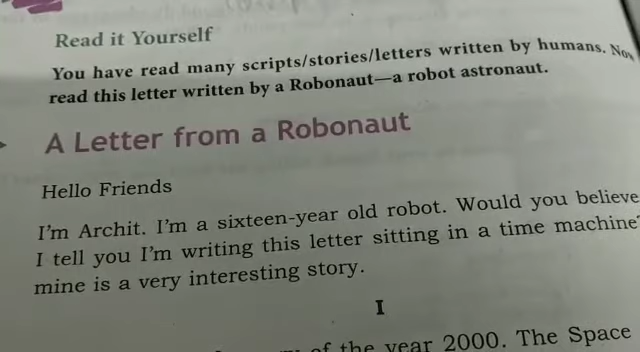 Read it Yourself
You have read many scripts/stories/letters written by humans. Now
read this letter written by a Robonaut—a robot astronaut.
A Letter from a Robonaut
Hello Friends
I'm Archit. I'm a sixteen-year old robot. Would you believe
I tell you I'm writing this letter sitting in a time machine?
mine is a very interesting story.
I
of the year 2000. The Space